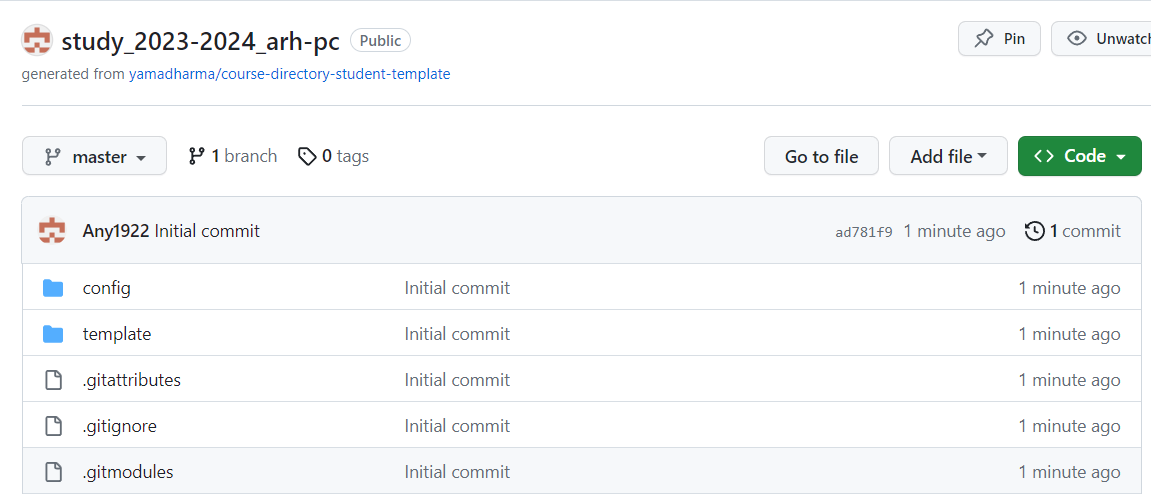 study_2023-2024_arh-pc Public Pin Unwatch
generated from yamadharma/course-directory-student-template
master 1 branch 0 tags Go to file Add file Code
Any1922 Initial commit ad781f9 1 minute ago 1 commit
config Initial commit 1 minute ago
template Initial commit 1 minute ago
.gitattributes Initial commit 1 minute ago
.gitignore Initial commit 1 minute ago
.gitmodules Initial commit 1 minute ago